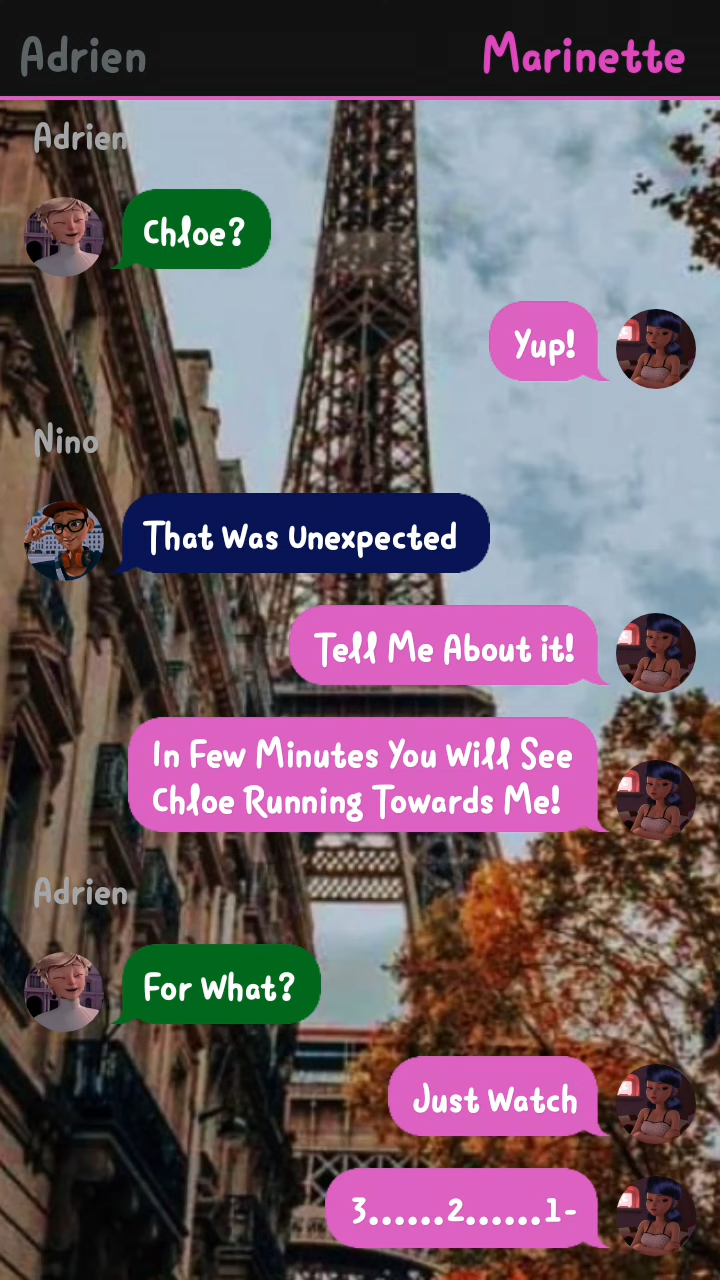 Adrien
Marinette
Adrien
Chloe?
Yup!
Nino
That Was Unexpected
Tell Me About it!
In Few Minutes You Will See
Chloe Running Towards Me!
Adrien
For What?
Just Watch
3......2......1-